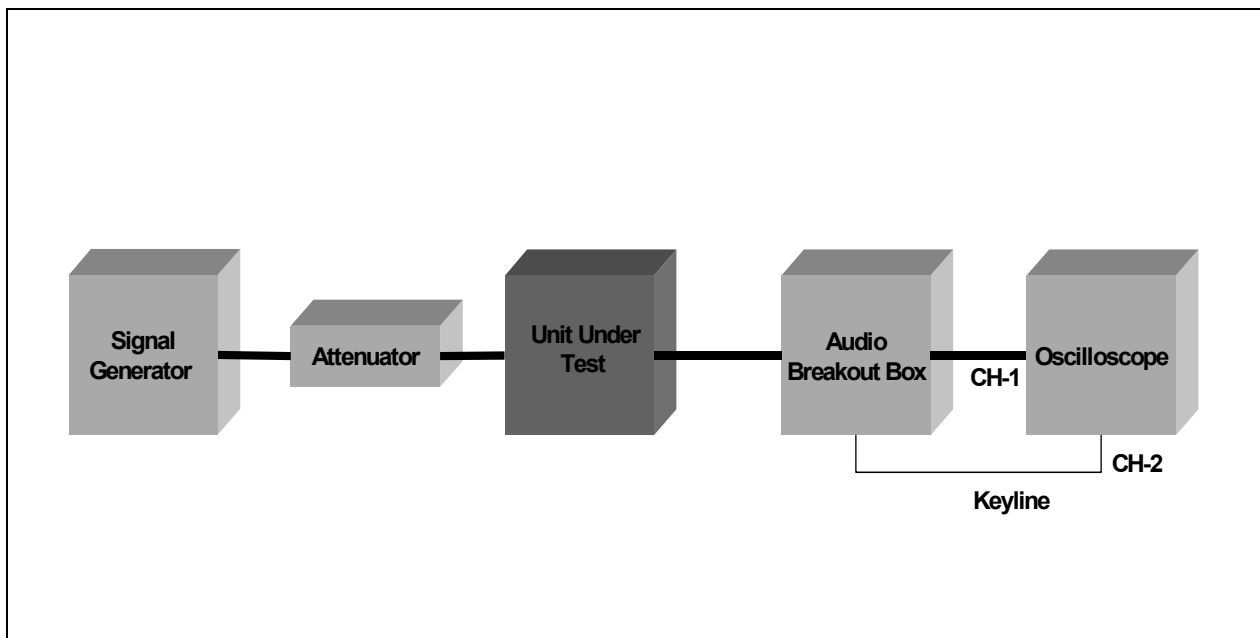 Signal
Generator
Attenuator
Unit Under
Test
Audio
Breakout Box
CH-1
Oscilloscope
CH-2
Keyline